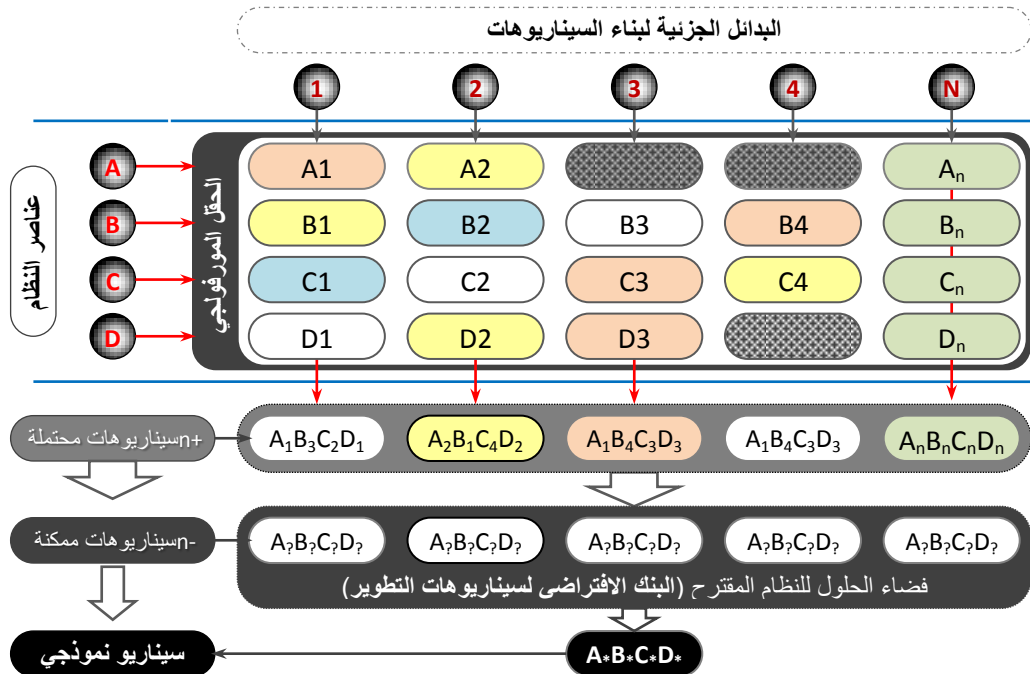 البدائل الجزئية لبناء السيناريوهات
1 2 3 4 N
عناصر النظام
الحقل المورفولجي
A A1 A2 Aₙ
B B1 B2 B3 B4 Bₙ
C C1 C2 C3 C4 Cₙ
D D1 D2 D3 Dₙ
n+سيناريوهات محتملة
A₁B₃C₂D₁ A₂B₁C₄D₂ A₁B₄C₃D₃ A₁B₄C₃D₃ AₙBₙCₙDₙ
n-سيناريوهات ممكنة
A?B?C?D? A?B?C?D? A?B?C?D? A?B?C?D? A?B?C?D?
فضاء الحلول للنظام المقترح (البنك الافتراضى لسيناريوهات التطوير)
سيناريو نموذجي
A*B*C*D*